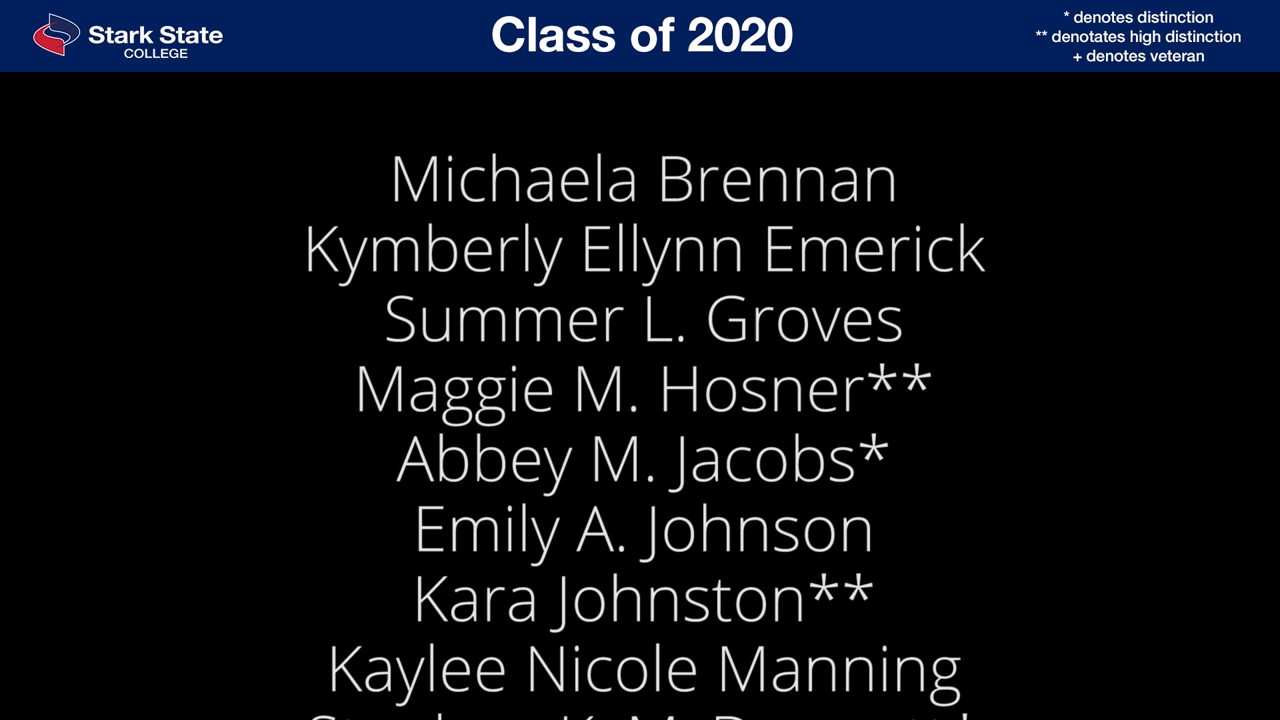 Stark State
COLLEGE
Class of 2020
* denotes distinction
** denotates high distinction
+ denotes veteran
Michaela Brennan
Kymberly Ellynn Emerick
Summer L. Groves
Maggie M. Hosner**
Abbey M. Jacobs*
Emily A. Johnson
Kara Johnston**
Kaylee Nicole Manning